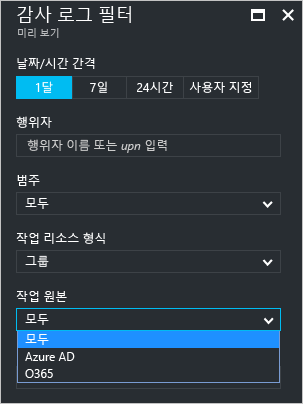 감사 로그 필터
미리 보기
날짜/시간 간격
1달 7일 24시간 사용자 지정
행위자
행위자 이름 또는 upn 입력
범주
모두
작업 리소스 형식
그룹
작업 원본
모두
모두
Azure AD
O365